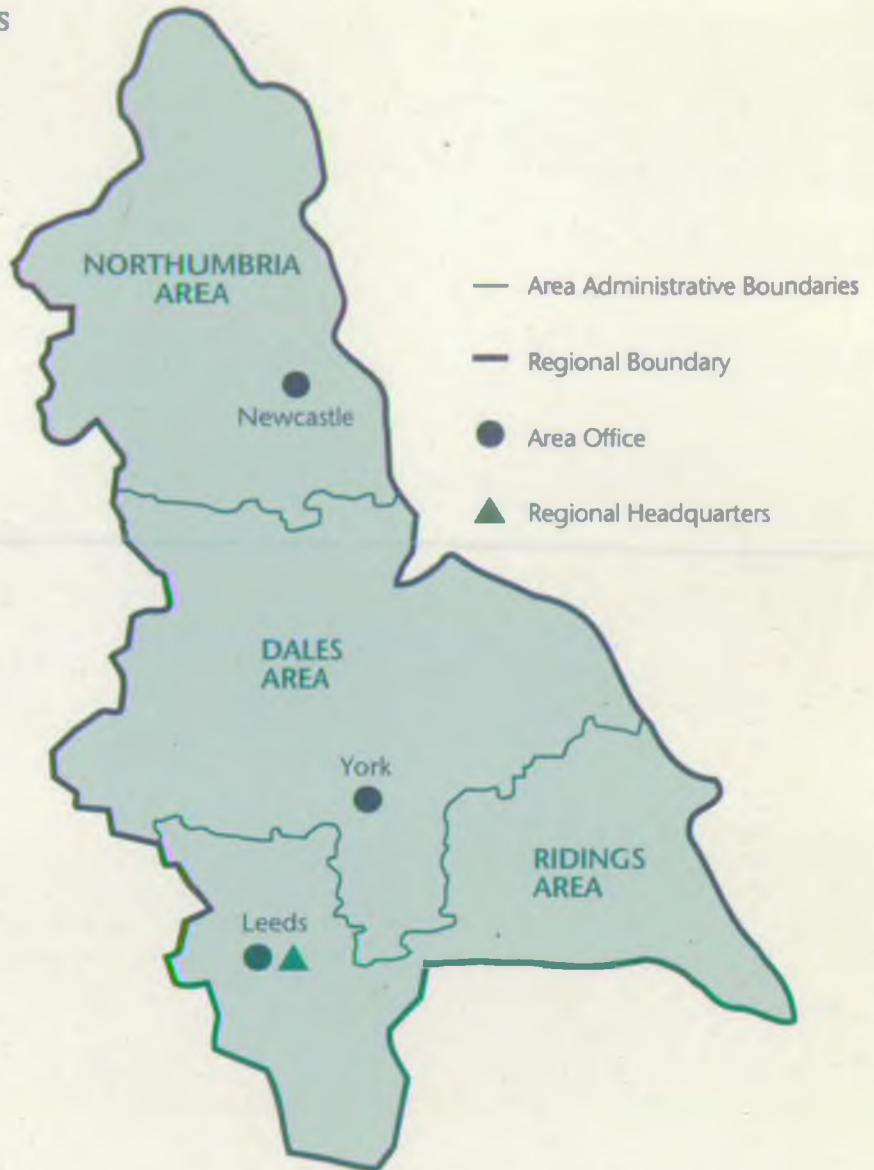 s
NORTHUMBRIA
AREA
Newcastle
Area Administrative Boundaries
Regional Boundary
Area Office
Regional Headquarters
DALES
AREA
York
RIDINGS
AREA
Leeds